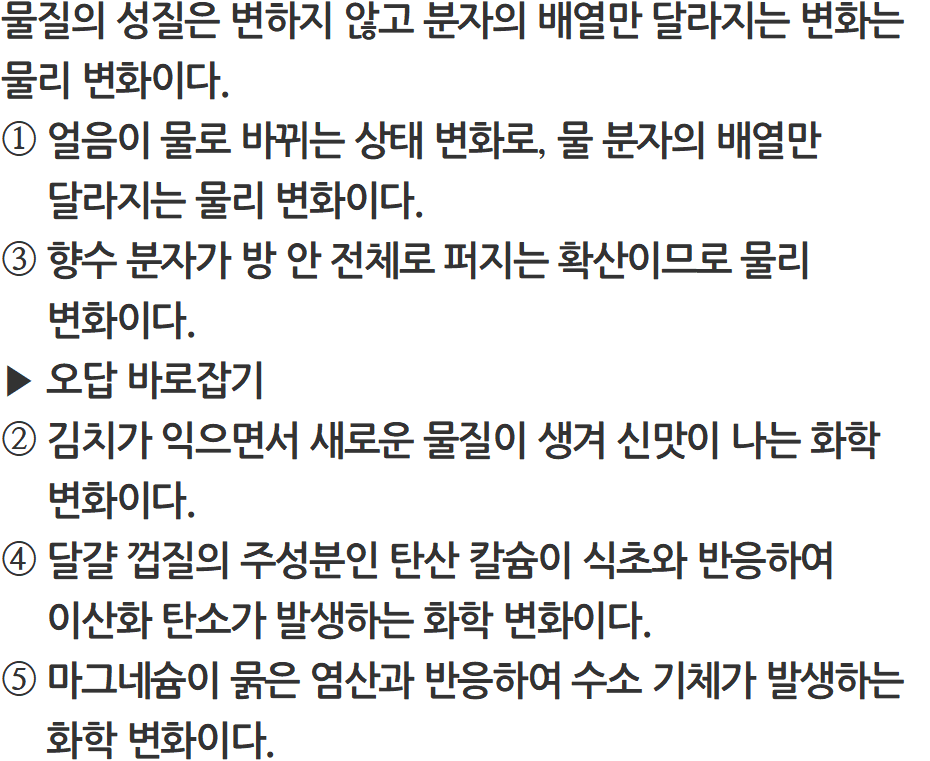 물질의 성질은 변하지 않고 분자의 배열만 달라지는 변화는
물리 변화이다.
① 얼음이 물로 바뀌는 상태 변화로, 물 분자의 배열만
달라지는 물리 변화이다.
③ 향수 분자가 방 안 전체로 퍼지는 확산이므로 물리
변화이다.
▶ 오답 바로잡기
② 김치가 익으면서 새로운 물질이 생겨 신맛이 나는 화학
변화이다.
④ 달걀 껍질의 주성분인 탄산 칼슘이 식초와 반응하여
이산화 탄소가 발생하는 화학 변화이다.
⑤ 마그네슘이 묽은 염산과 반응하여 수소 기체가 발생하는
화학 변화이다.